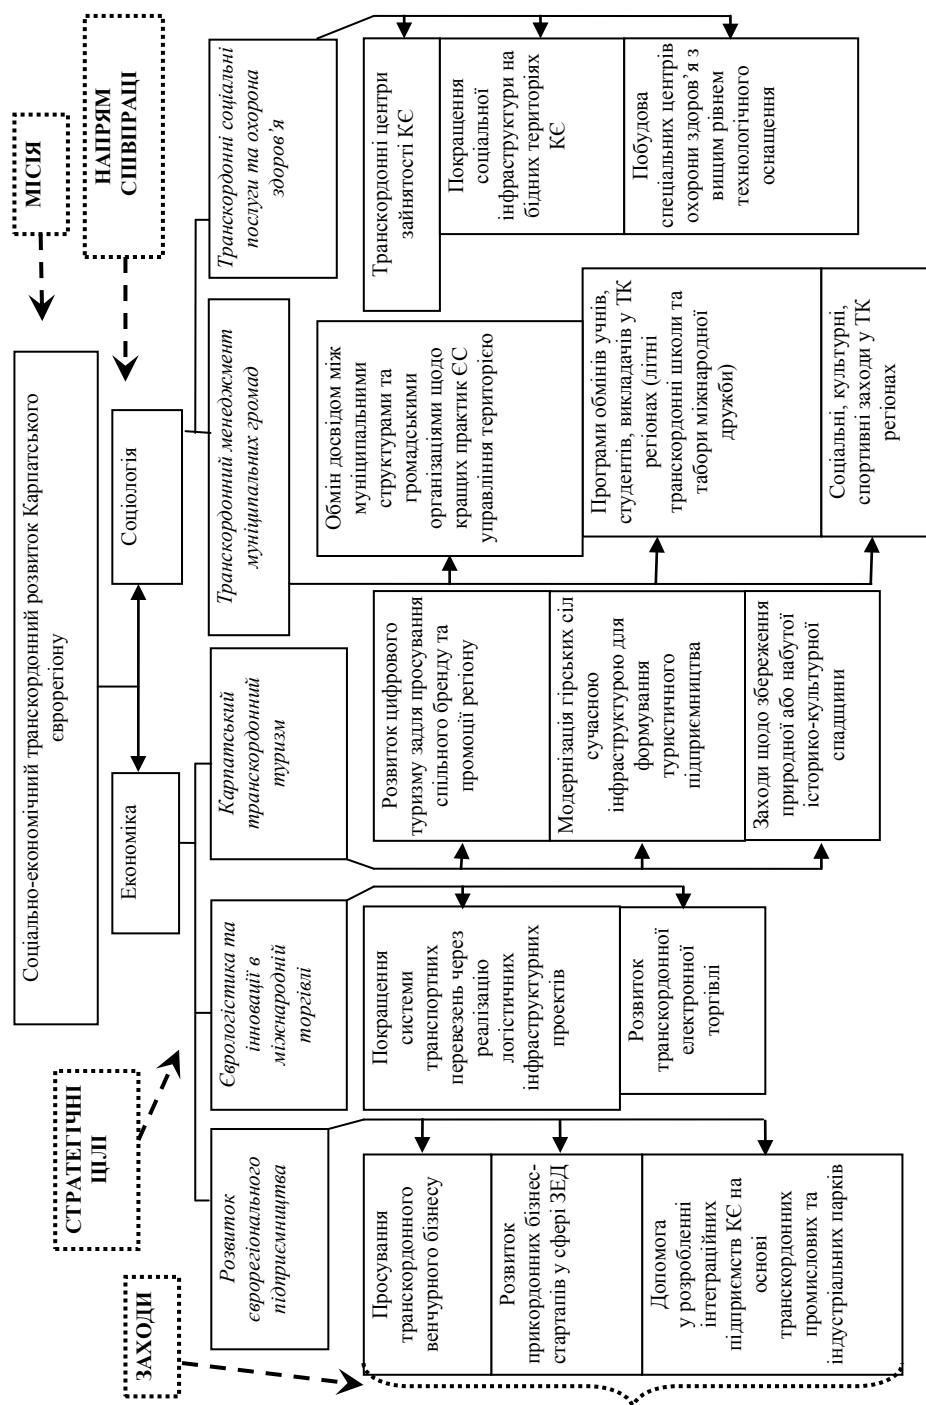 МІСІЯ
НАПРЯМ
СПІВПРАЦІ
СТРАТЕГІЧНІ
ЦІЛІ
ЗАХОДИ
Соціально-економічний транскордонний розвиток Карпатського
єврорегіону
Економіка
Соціологія
Розвиток
єврорегіонального
підприємництва
Єврологістика та
інновації в
міжнародній
торгівлі
Карпатський
транскордонний
туризм
Транскордонний менеджмент
муніципальних громад
Транскордонні соціальні
послуги та охорона
здоров’я
Просування
транскордонного
венчурного бізнесу
Розвиток
прикордонних бізнес-
стартапів у сфері ЗЕД
Допомога
у розробленні
інтеграційних
підприємств КЄ на
основі
транскордонних
промислових та
індустріальних парків
Покращення
системи
транспортних
перевезень через
реалізацію
логістичних
інфраструктурних
проектів
Розвиток
транскордонної
електронної
торгівлі
Розвиток цифрового
туризму задля просування
спільного бренду та
промоції регіону
Модернізація гірських сіл
сучасною
інфраструктурою для
формування
туристичного
підприємництва
Заходи щодо збереження
природної або набутої
історико-культурної
спадщини
Обмін досвідом між
муніципальними
структурами та
громадськими
організаціями щодо
кращих практик ЄС
управління територією
Програми обмінів учнів,
студентів, викладачів у ТК
регіонах (літні
транскордонні школи та
табори міжнародної
дружби)
Соціальні, культурні,
спортивні заходи у ТК
регіонах
Транскордонні центри
зайнятості КЄ
Покращення
соціальної
інфраструктури на
бідних територіях
КЄ
Побудова
спеціальних центрів
охорони здоров’я з
вищим рівнем
технологічного
оснащення